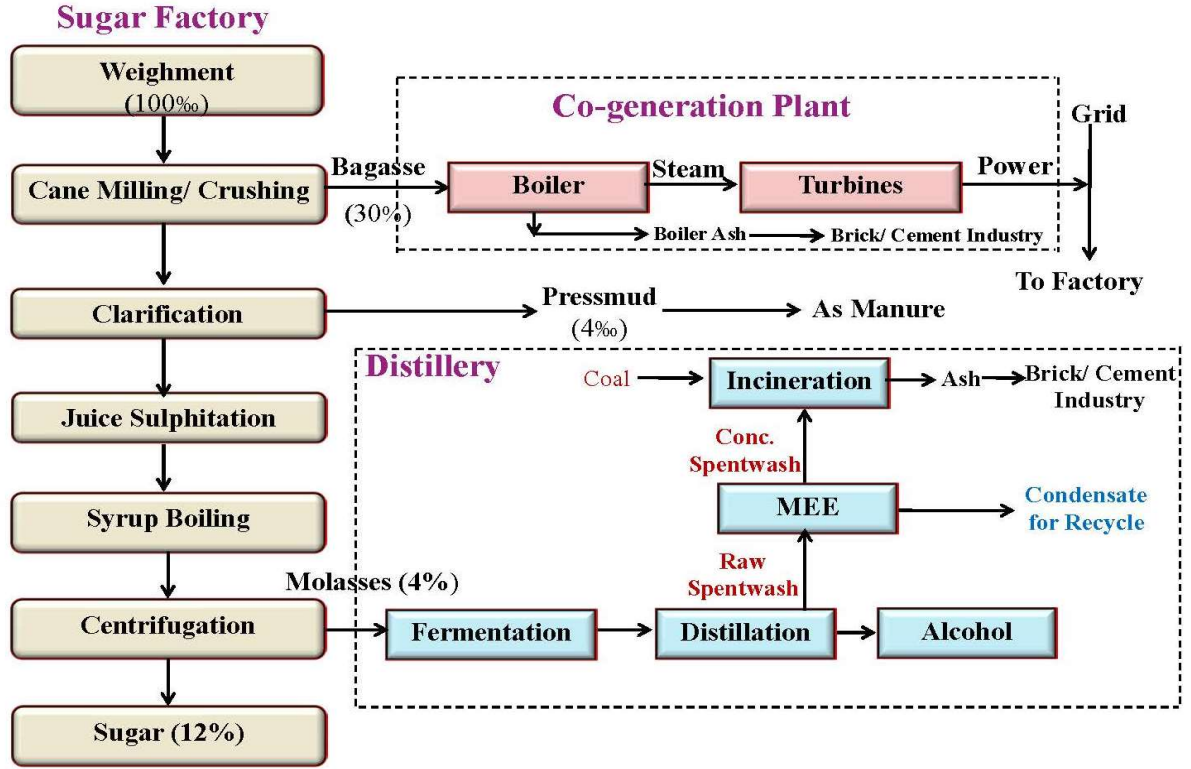 Sugar Factory
Weighment
(100‰)
Co-generation Plant
Grid
Cane Milling/ Crushing
Bagasse
(30%)
Boiler
Steam
Turbines
Power
Boiler Ash
Brick/ Cement Industry
To Factory
Clarification
Pressmud
(4‰)
As Manure
Distillery
Coal
Incineration
Ash
Brick/ Cement
Industry
Juice Sulphitation
Conc.
Spentwash
Syrup Boiling
MEE
Condensate
for Recycle
Raw
Spentwash
Molasses (4%)
Centrifugation
Fermentation
Distillation
Alcohol
Sugar (12%)